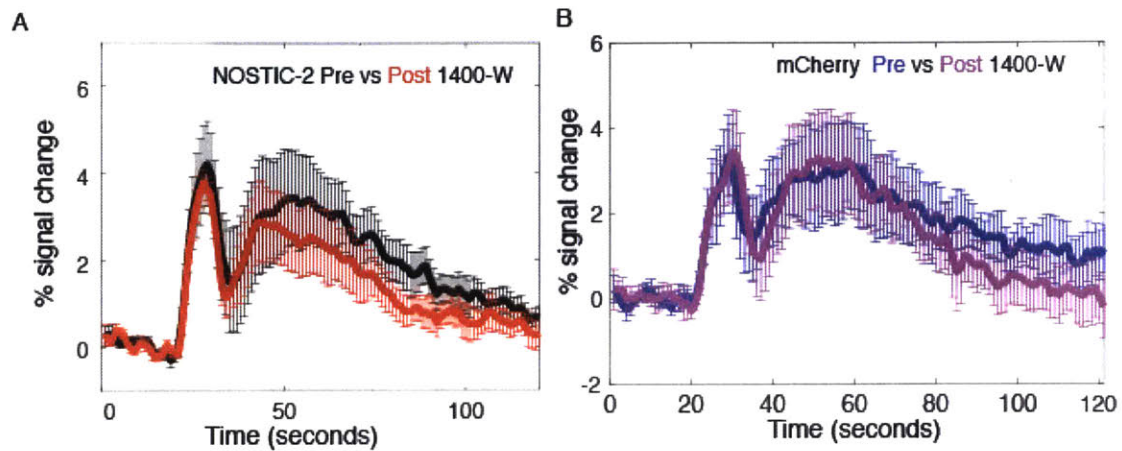 A
NOSTIC-2 Pre vs Post 1400-W
% signal change
6
4
2
0
0 50 100
Time (seconds)
B
mCherry Pre vs Post 1400-W
% signal change
6
4
2
0
-2
0 20 40 60 80 100 120
Time (seconds)